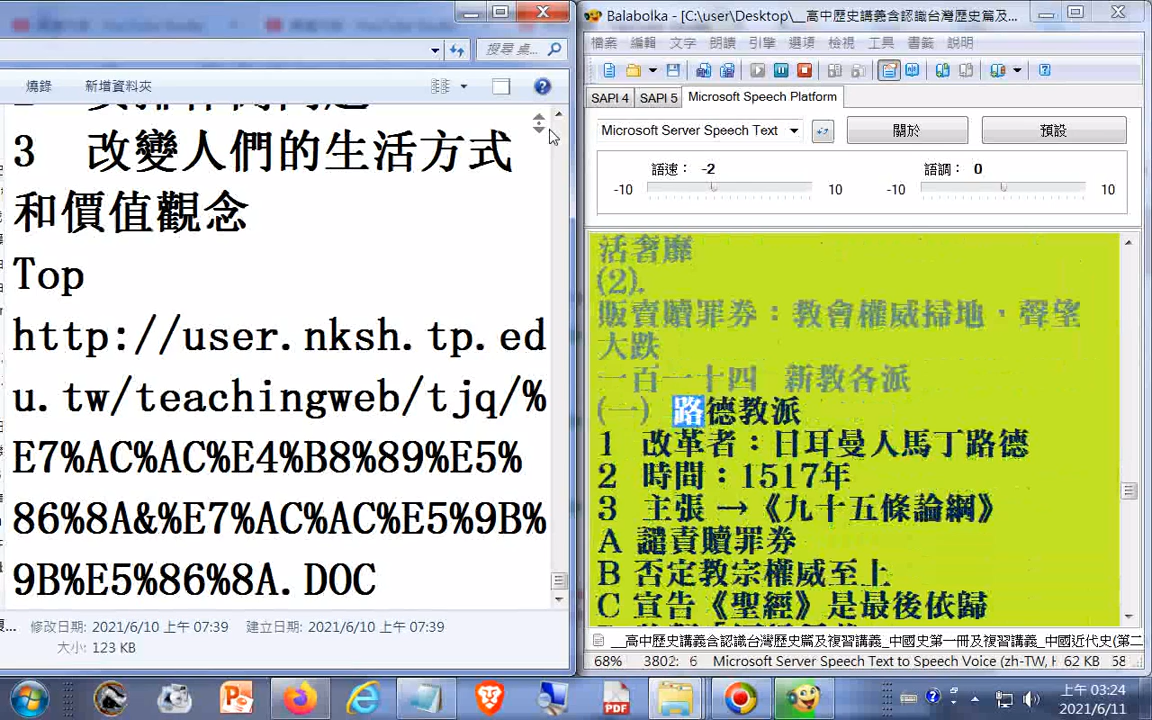 搜尋 桌...
燒錄
新增資料夾
3 改變人們的生活方式
和價值觀念
Top
http://user.nksh.tp.ed
u.tw/teachingweb/tjq/%
E7%AC%AC%E4%B8%89%E5%
86%8A&%E7%AC%AC%E5%9B%
9B%E5%86%8A.DOC
修改日期: 2021/6/10 上午 07:39
建立日期: 2021/6/10 上午 07:39
大小: 123 KB
Balabolka - [C:\user\Desktop\__高中歷史講義含認識台灣歷史篇及...
檔案 編輯 文字 朗讀 引擎 選項 檢視 工具 書籤 說明
SAPI 4 SAPI 5 Microsoft Speech Platform
Microsoft Server Speech Text
關於
預設
語速： -2
語調： 0
-10 10 -10 10
活奢靡
(2).
販賣贖罪券：教會權威掃地，聲望
大跌
一百一十四 新教各派
(一) 路德教派
1 改革者：日耳曼人馬丁路德
2 時間：1517年
3 主張→《九十五條論綱》
A 譴責贖罪券
B 否定教宗權威至上
C 宣告《聖經》是最後依歸
__高中歷史講義含認識台灣歷史篇及複習講義_中國史第一冊及複習講義_中國近代史(第二
68% 3802: 6 Microsoft Server Speech Text to Speech Voice (zh-TW, H 62 KB 58
PDF
上午 03:24
2021/6/11